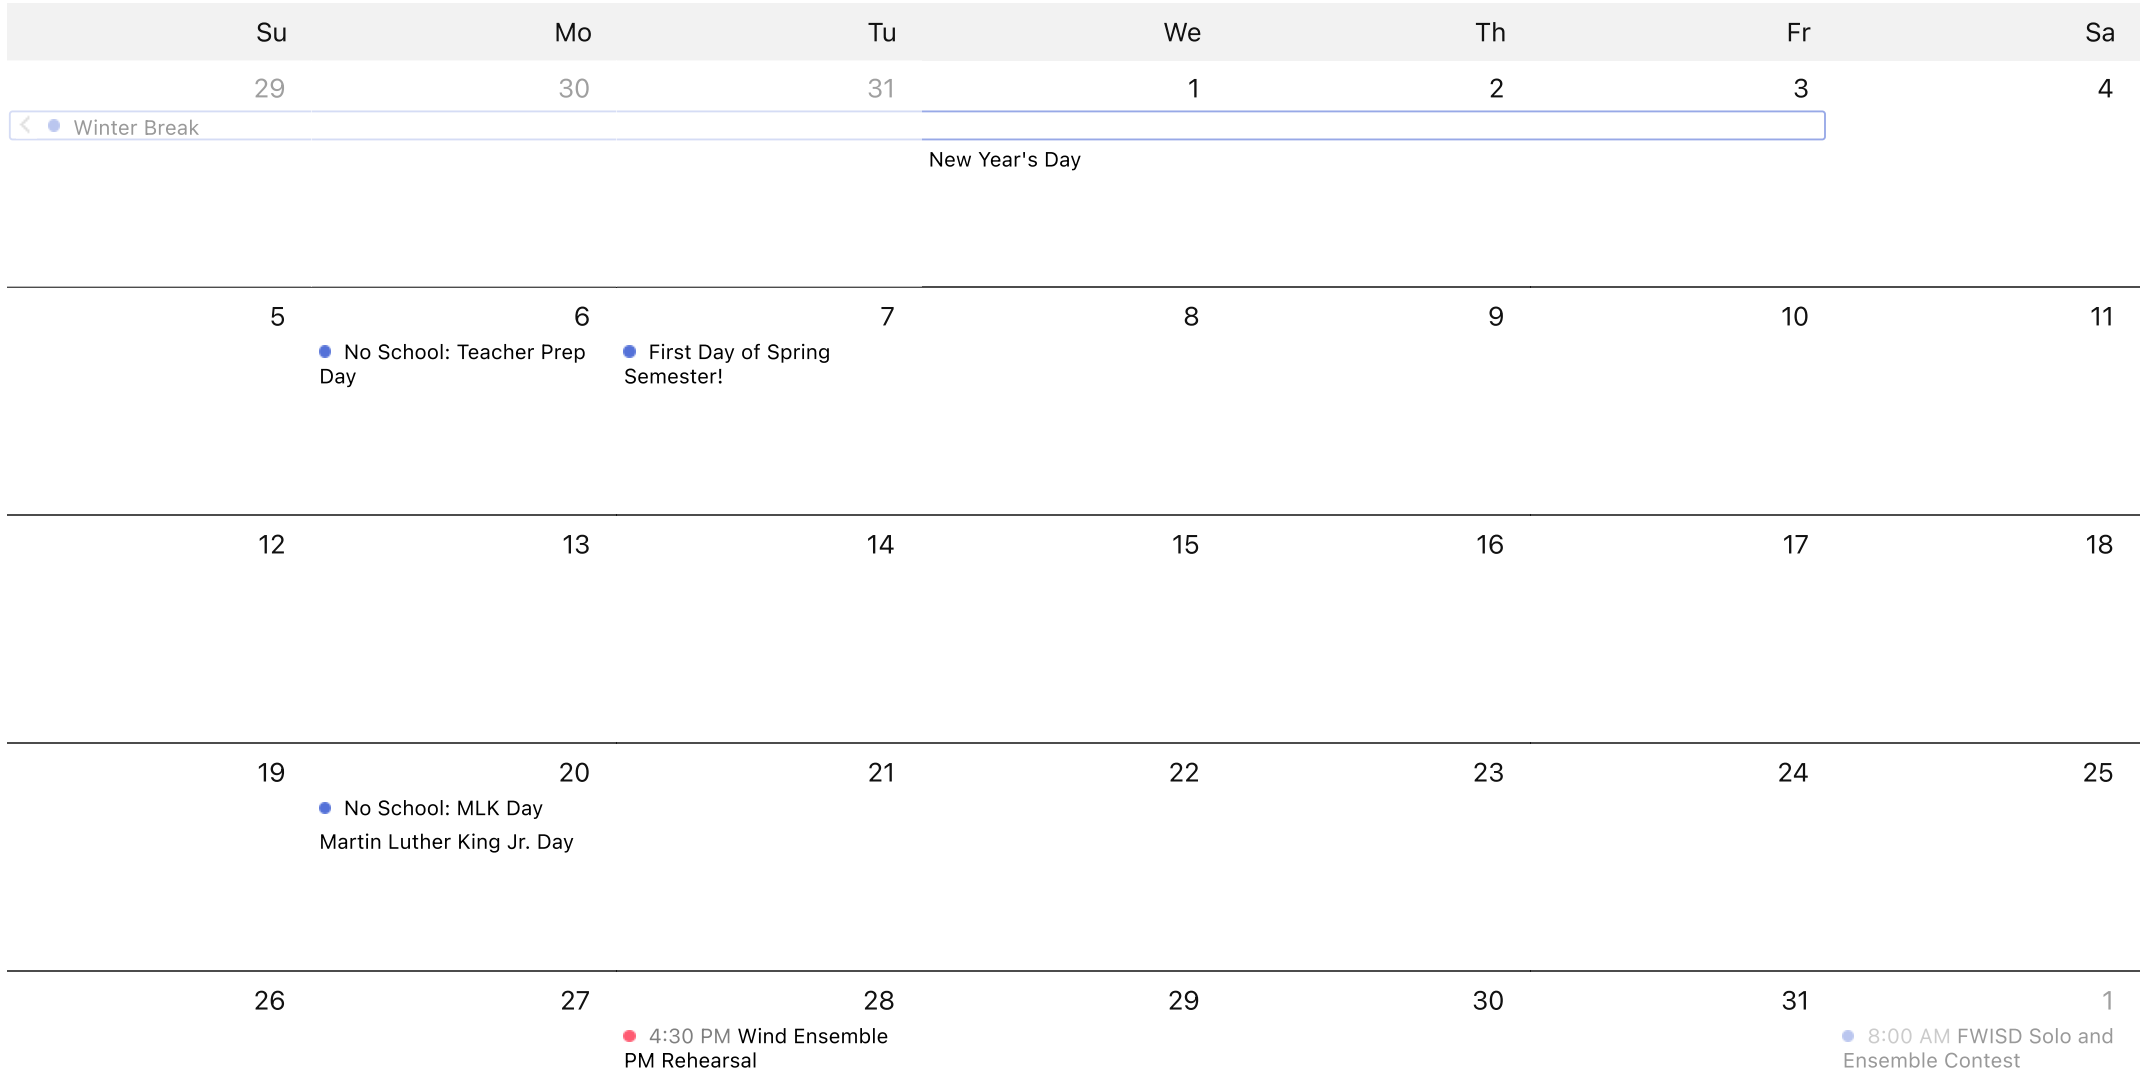 Su Mo Tu We Th Fr Sa
29 30 31 1 2 3 4
Winter Break
New Year's Day
5 6 7 8 9 10 11
No School: Teacher Prep
Day
First Day of Spring
Semester!
12 13 14 15 16 17 18
19 20 21 22 23 24 25
No School: MLK Day
Martin Luther King Jr. Day
26 27 28 29 30 31 1
4:30 PM Wind Ensemble
PM Rehearsal
8:00 AM FWISD Solo and
Ensemble Contest